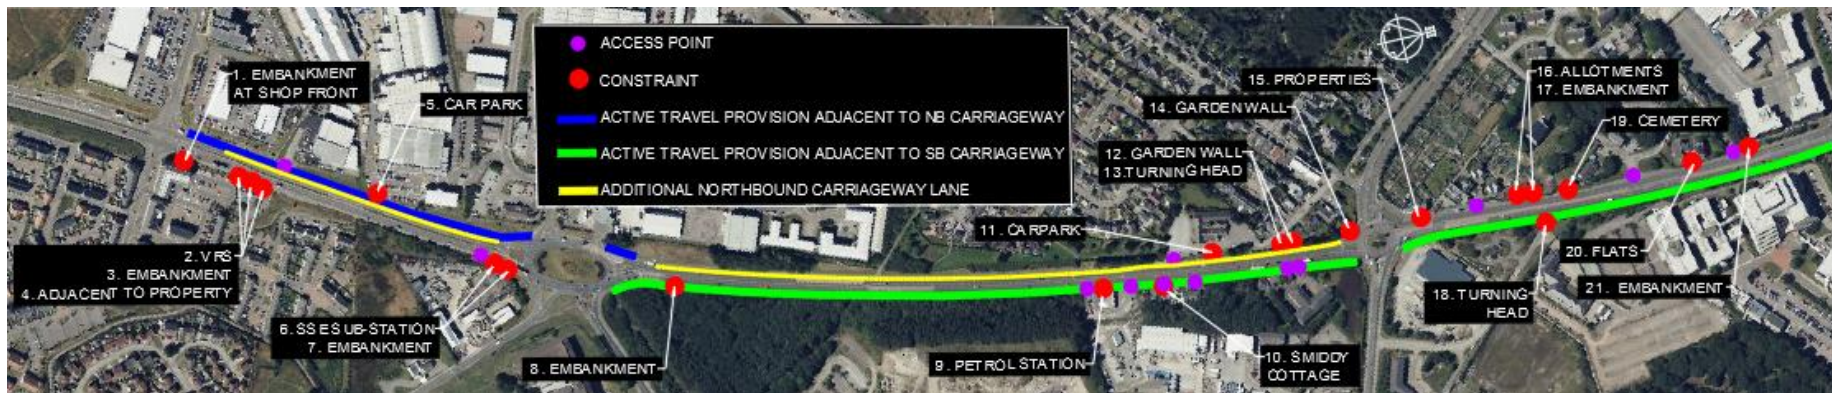 ACCESS POINT
CONSTRAINT
ACTIVE TRAVEL PROVISION ADJACENT TO NB CARRIAGEWAY
ACTIVE TRAVEL PROVISION ADJACENT TO SB CARRIAGEWAY
ADDITIONAL NORTHBOUND CARRIAGEWAY LANE
1. EMBANKMENT
AT SHOP FRONT
2. VRS
3. EMBANKMENT
4. ADJACENT TO PROPERTY
5. CAR PARK
6. SSE SUB-STATION
7. EMBANKMENT
8. EMBANKMENT
9. PETROL STATION
10. SMIDDY
COTTAGE
11. CARPARK
12. GARDEN WALL
13. TURNING HEAD
14. GARDEN WALL
15. PROPERTIES
16. ALLOTMENTS
17. EMBANKMENT
18. TURNING
HEAD
19. CEMETERY
20. FLATS
21. EMBANKMENT